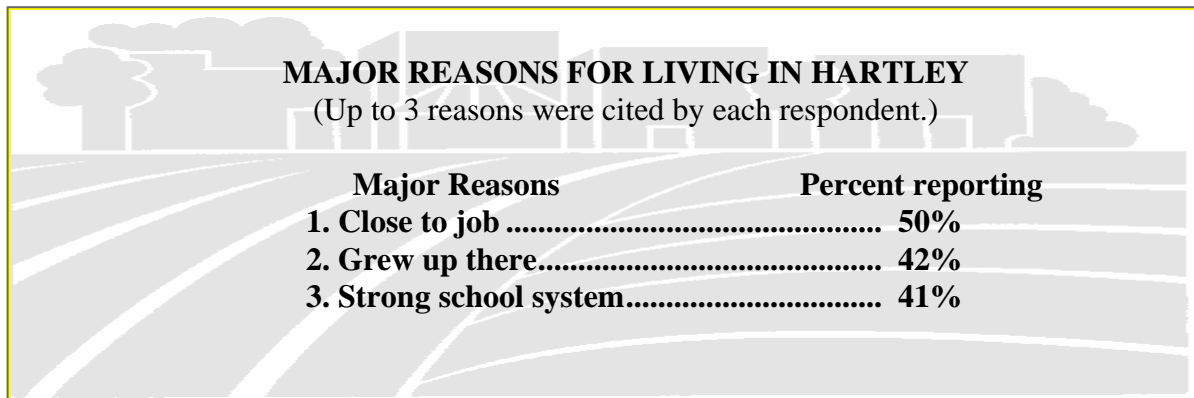 MAJOR REASONS FOR LIVING IN HARTLEY
(Up to 3 reasons were cited by each respondent.)
Major Reasons Percent reporting
1. Close to job ............................................... 50%
2. Grew up there........................................... 42%
3. Strong school system................................ 41%